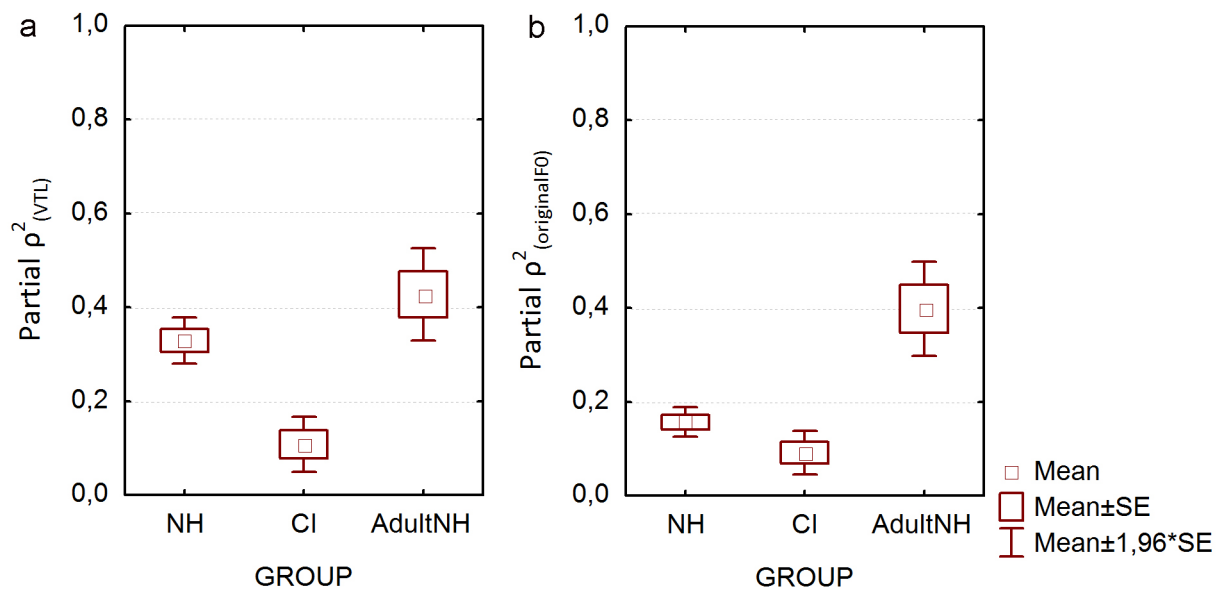 a
1,0
0,8
0,6
0,4
0,2
0,0
Partial ρ²(VTL)
NH CI AdultNH
GROUP
b
1,0
0,8
0,6
0,4
0,2
0,0
Partial ρ²(originalF0)
NH CI AdultNH
GROUP
Mean
Mean±SE
Mean±1,96*SE